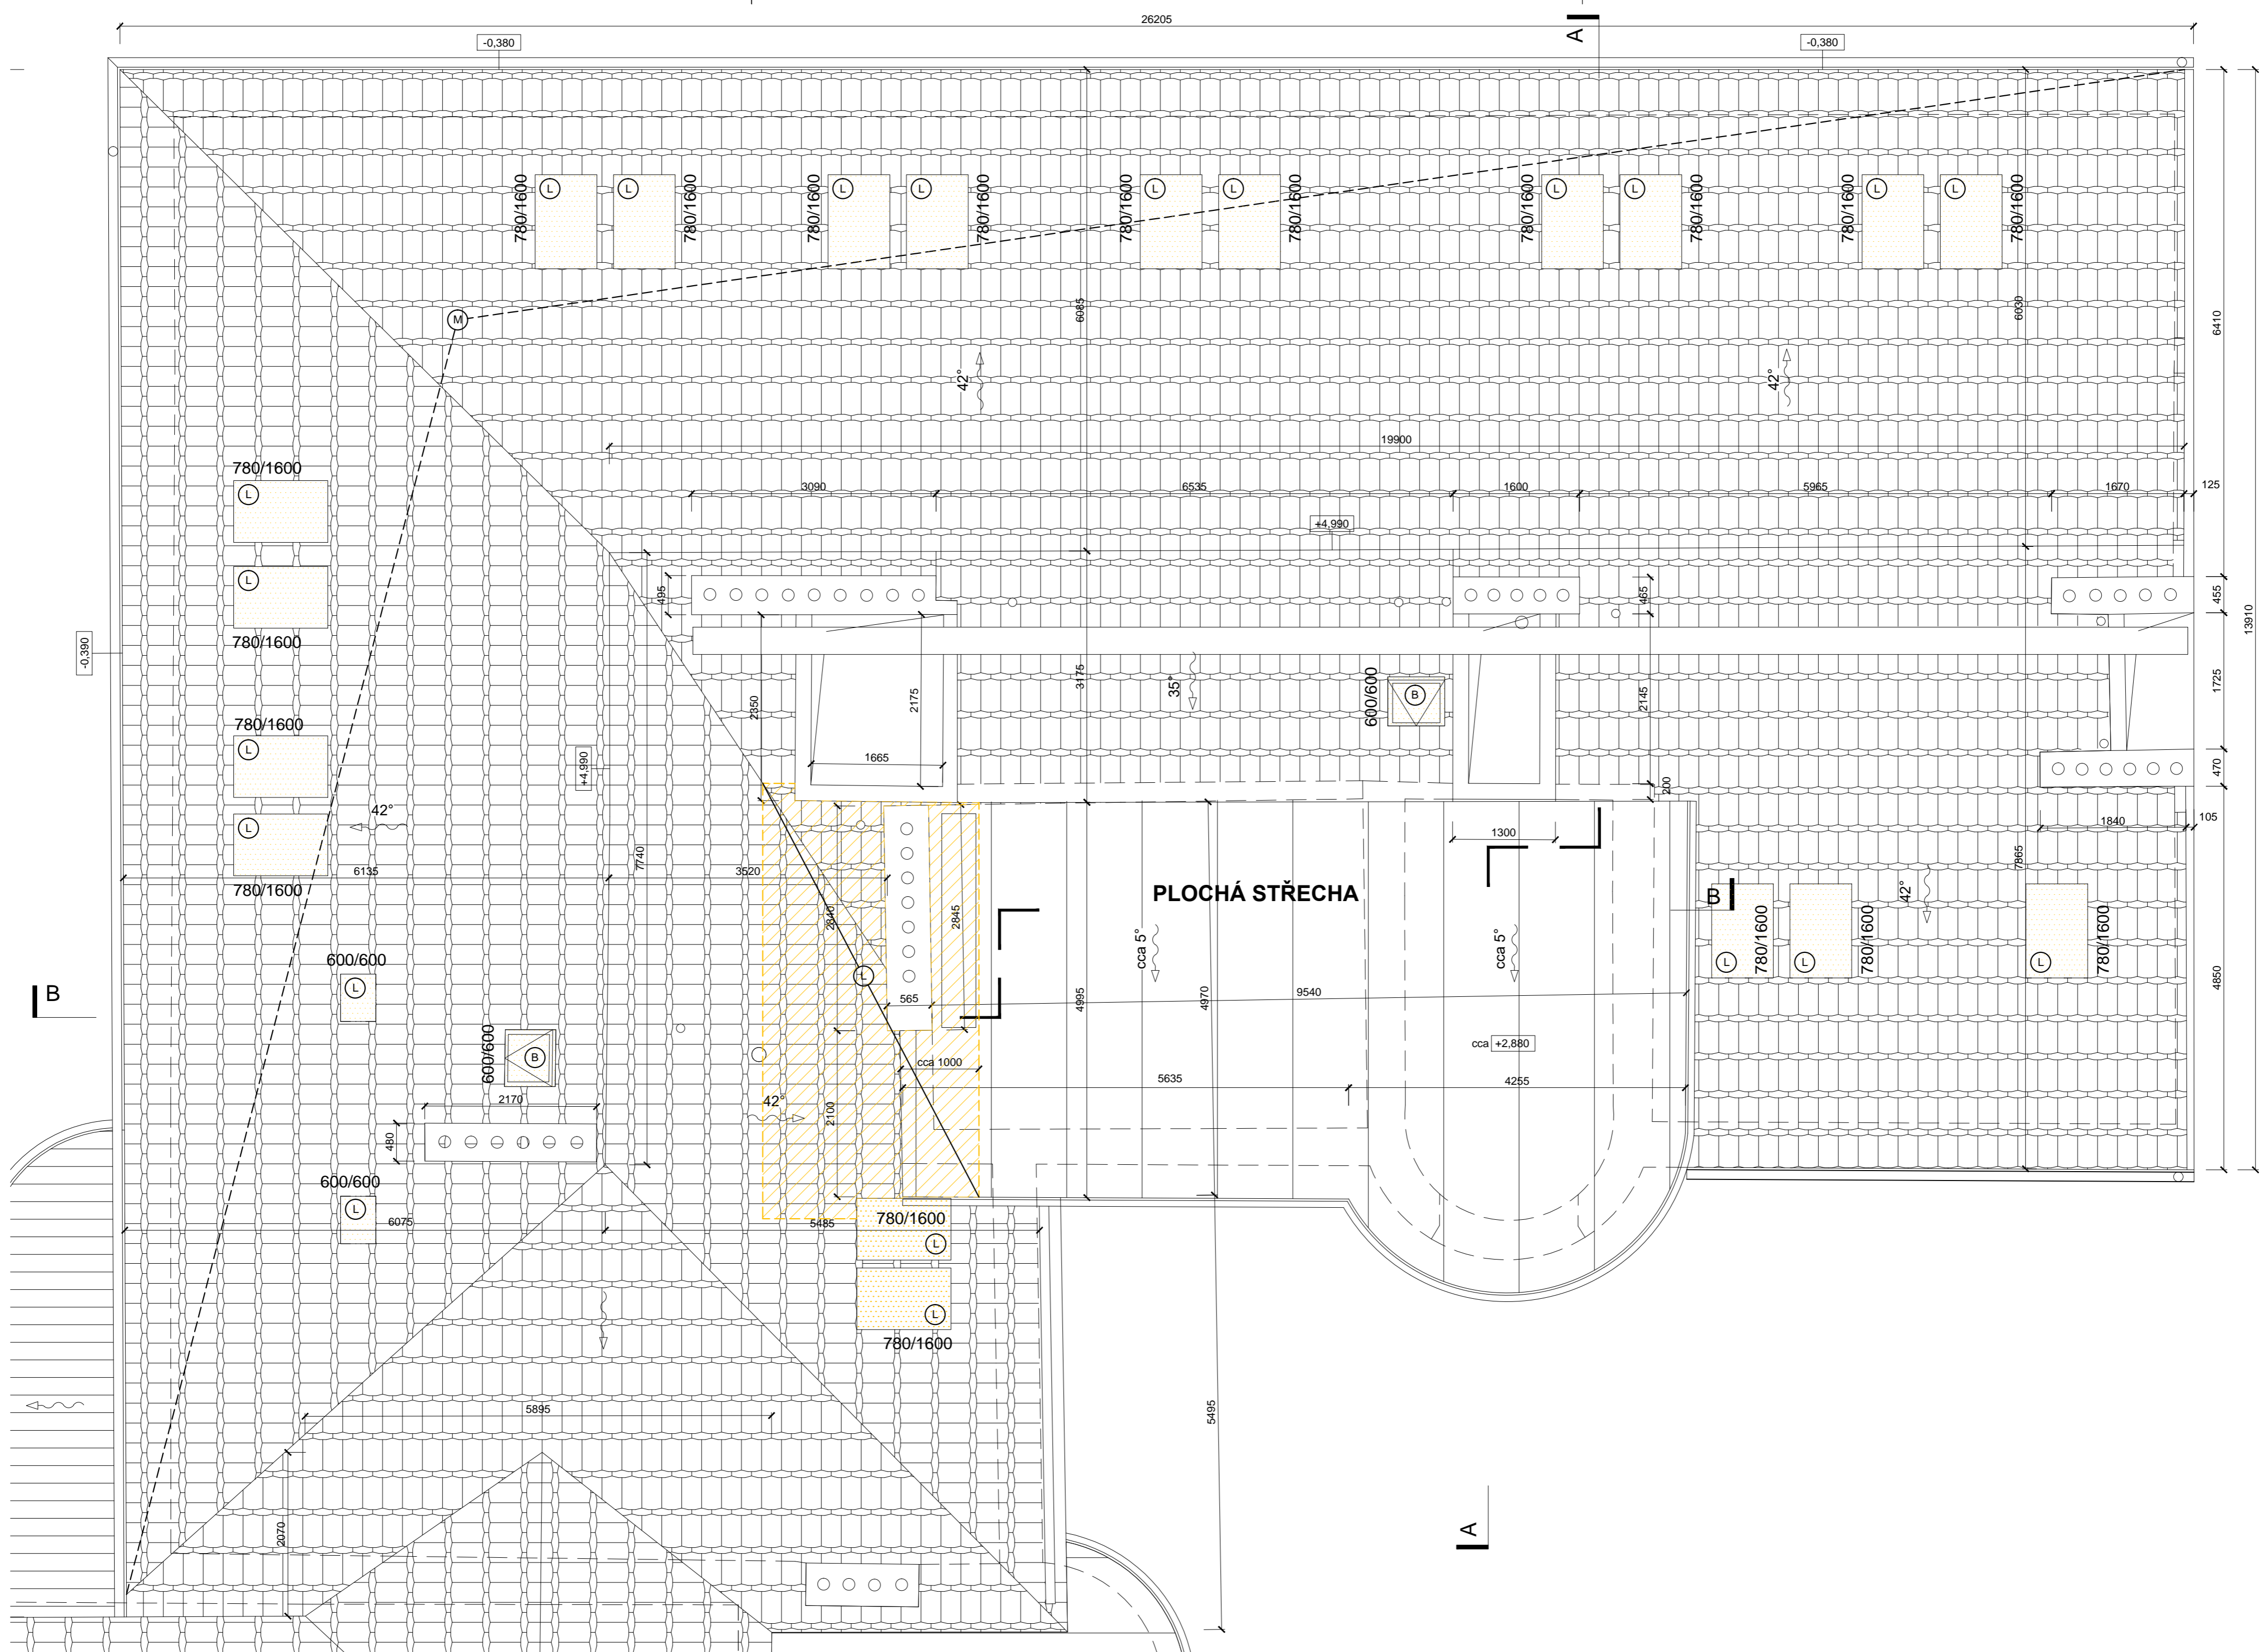 26205
A
-0,380
-0,380
L
L
L
L
L
L
L
L
L
L
780/1600
780/1600
780/1600
780/1600
780/1600
780/1600
780/1600
780/1600
780/1600
780/1600
6085
6030
6410
13910
M
42°
42°
19900
780/1600
L
3090
6535
1600
5965
1670
125
+4,990
L
780/1600
495
465
455
-0,390
2350
2175
3175
35°
600/600
B
2145
1725
780/1600
L
+4,990
1665
200
470
L
42°
780/1600
6135
7740
3520
2840
2845
1300
1840
105
7865
PLOCHÁ STŘECHA
B
42°
780/1600
780/1600
780/1600
L
L
L
cca 5°
cca 5°
600/600
L
L
565
4995
4970
9540
4850
B
600/600
B
cca +2,880
cca 1000
5635
4255
2170
42°
2100
480
600/600
L
6075
5485
780/1600
L
L
780/1600
5895
5495
2070
A